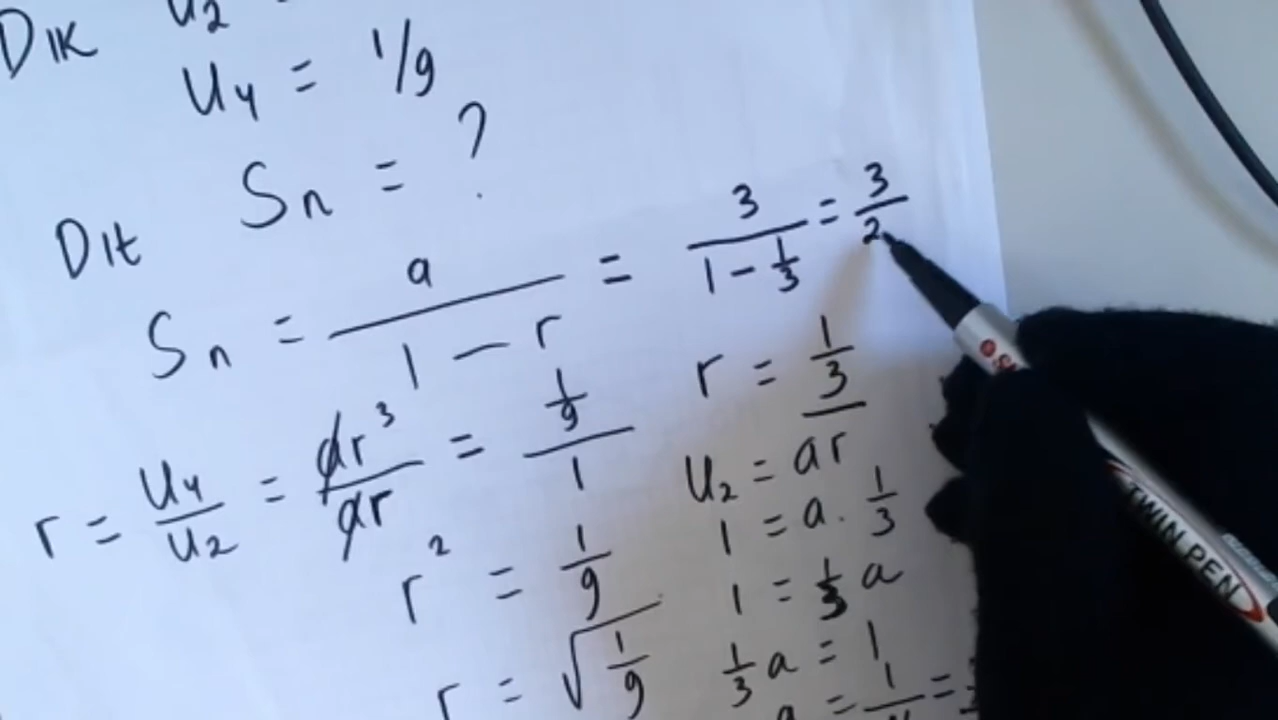 DIK U2
U4 = 1/9
Dit Sn = ?
Sn = a/(1 - r) = 3/(1 - 1/3) = 3/2
r = U4/U2 = ar³/ar = (1/9)/1
r² = 1/9
r = √(1/9)
r = 1/3
U2 = ar
1 = a. 1/3
1 = 1/3 a
1/3 a = 1
a = 1
TWIN PEN